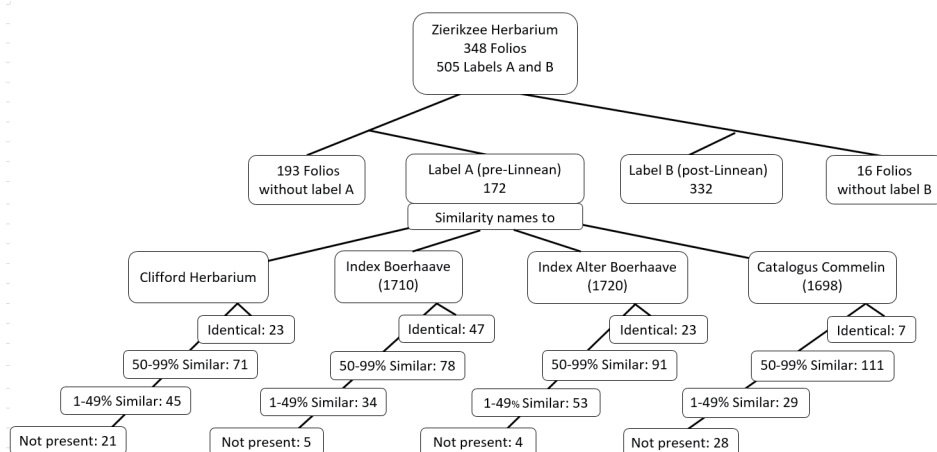 Zierikzee Herbarium
348 Folios
505 Labels A and B
193 Folios
without label A
Label A (pre-Linnean)
172
Label B (post-Linnean)
332
16 Folios
without label B
Similarity names to
Clifford Herbarium
Index Boerhaave
(1710)
Index Alter Boerhaave
(1720)
Catalogus Commelin
(1698)
Identical: 23
Identical: 47
Identical: 23
Identical: 7
50-99% Similar: 71
50-99% Similar: 78
50-99% Similar: 91
50-99% Similar: 111
1-49% Similar: 45
1-49% Similar: 34
1-49% Similar: 53
1-49% Similar: 29
Not present: 21
Not present: 5
Not present: 4
Not present: 28